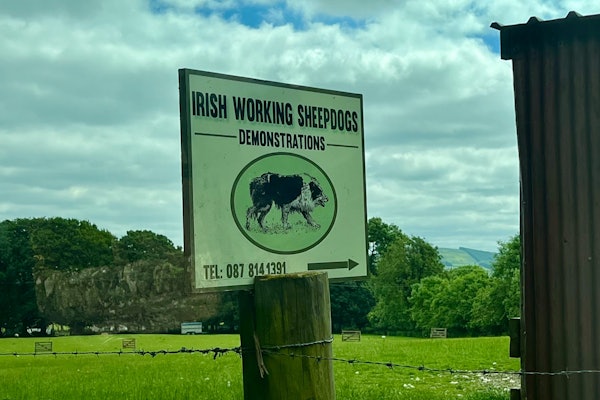 IRISH WORKING SHEEPDOGS
DEMONSTRATIONS
TEL: 087 8141391